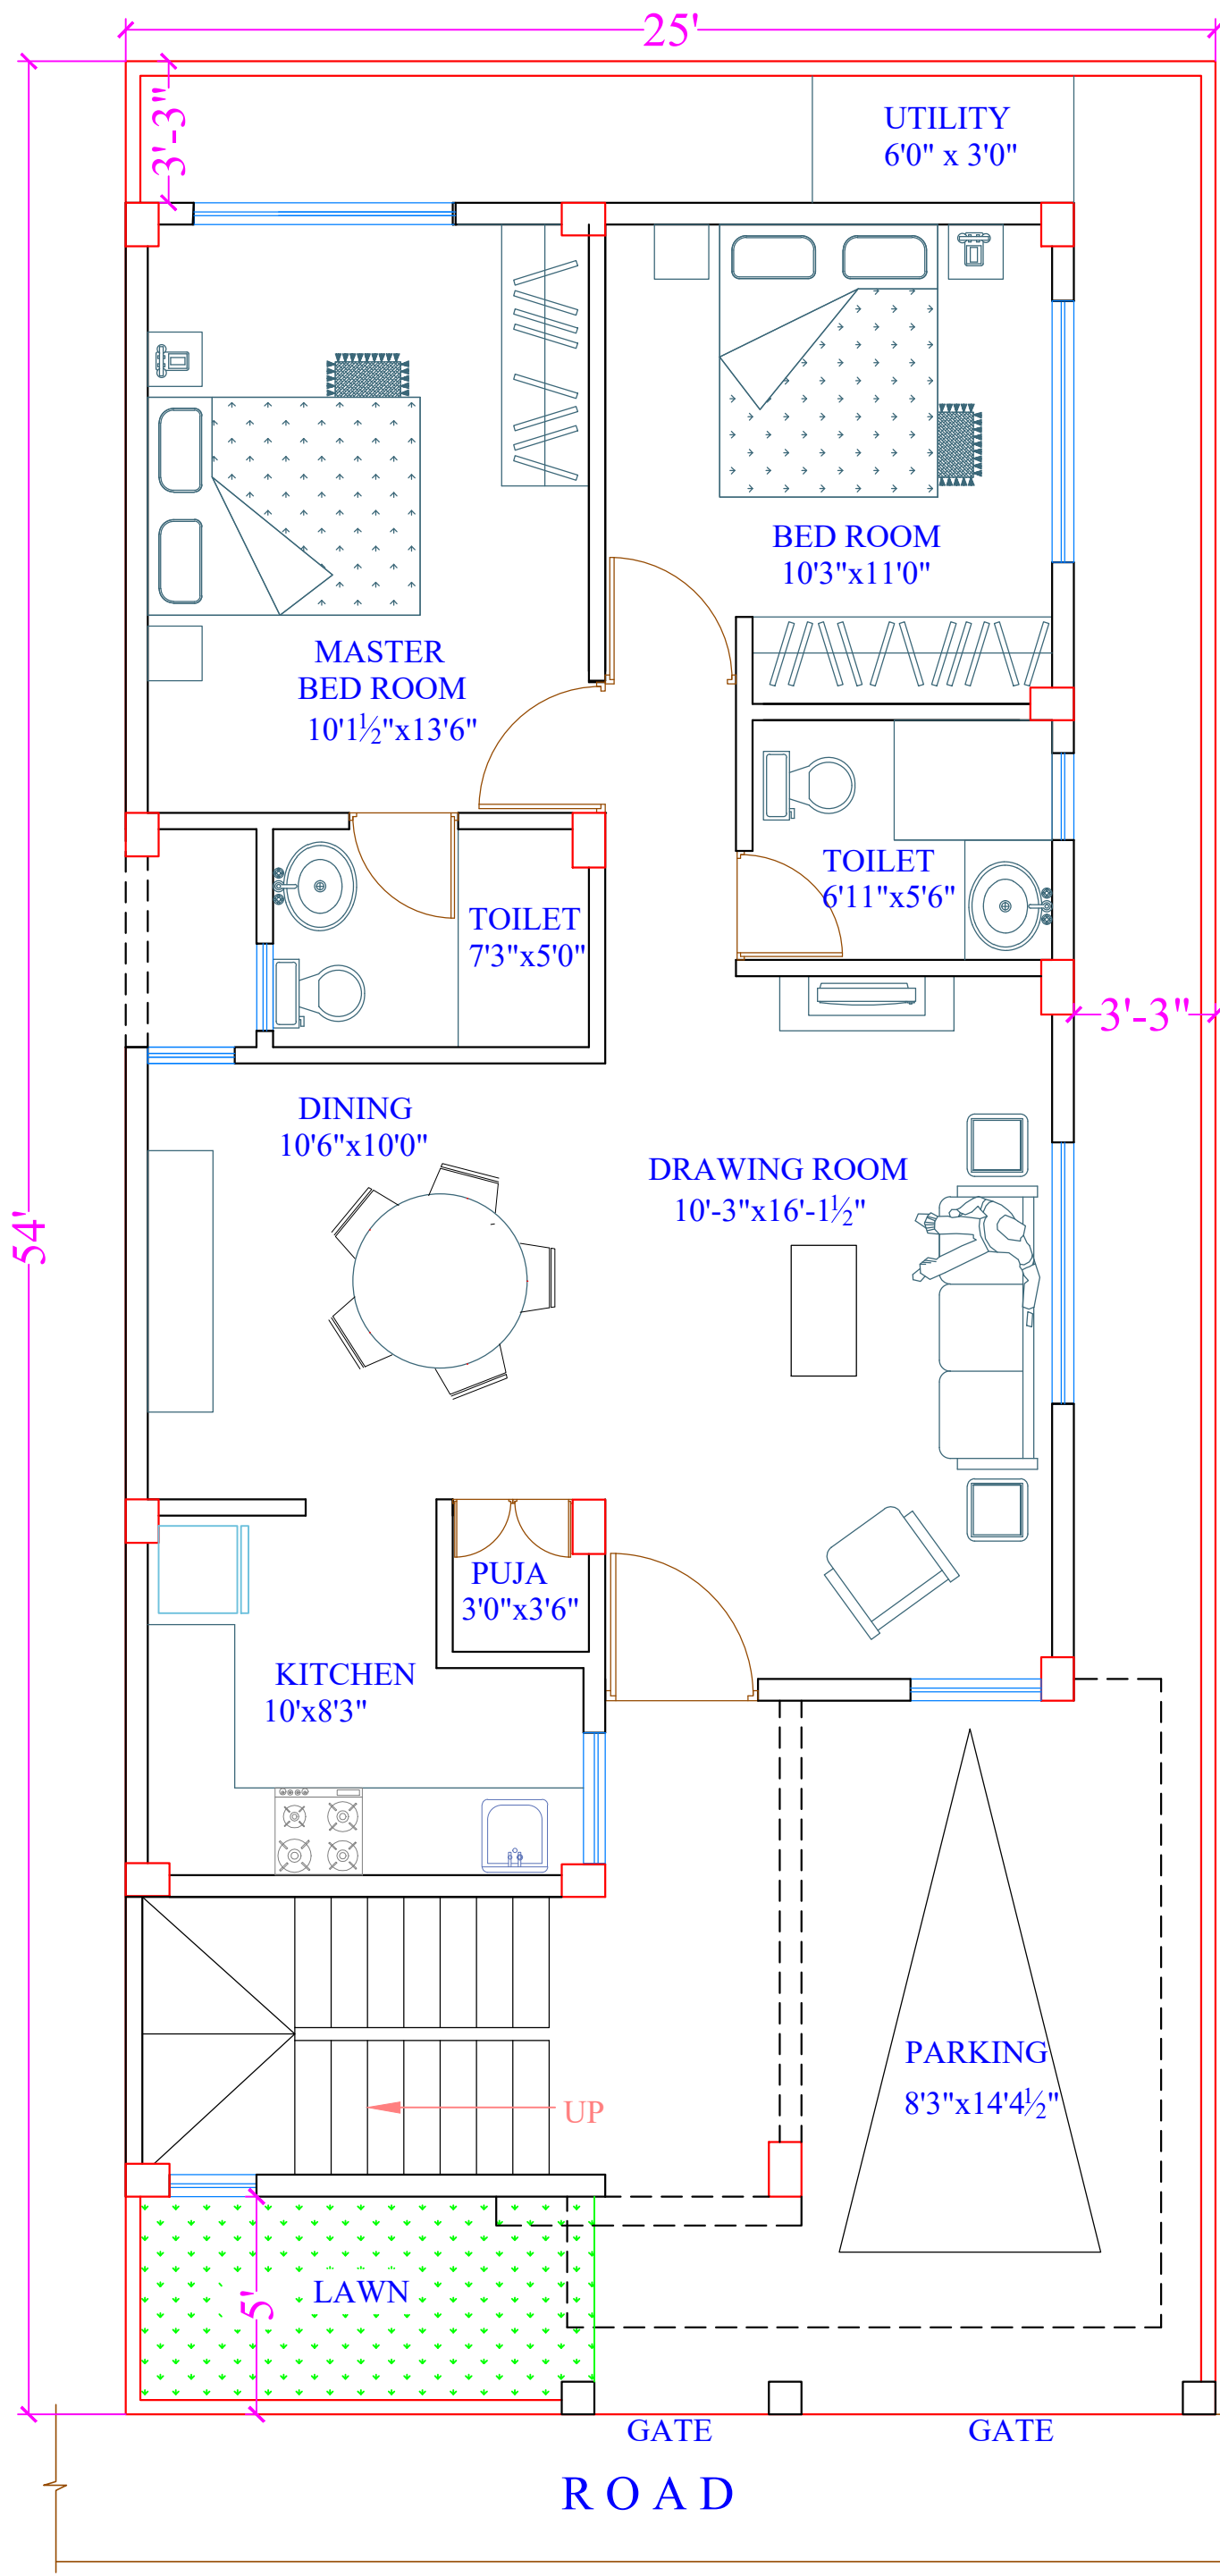 25'
3'-3"
UTILITY
6'0" x 3'0"
BED ROOM
10'3"x11'0"
MASTER
BED ROOM
10'1½"x13'6"
TOILET
6'11"x5'6"
TOILET
7'3"x5'0"
3'-3"
DINING
10'6"x10'0"
DRAWING ROOM
10'-3"x16'-1½"
54'
PUJA
3'0"x3'6"
KITCHEN
10'x8'3"
PARKING
8'3"x14'4½"
UP
LAWN
5'
GATE
GATE
ROAD